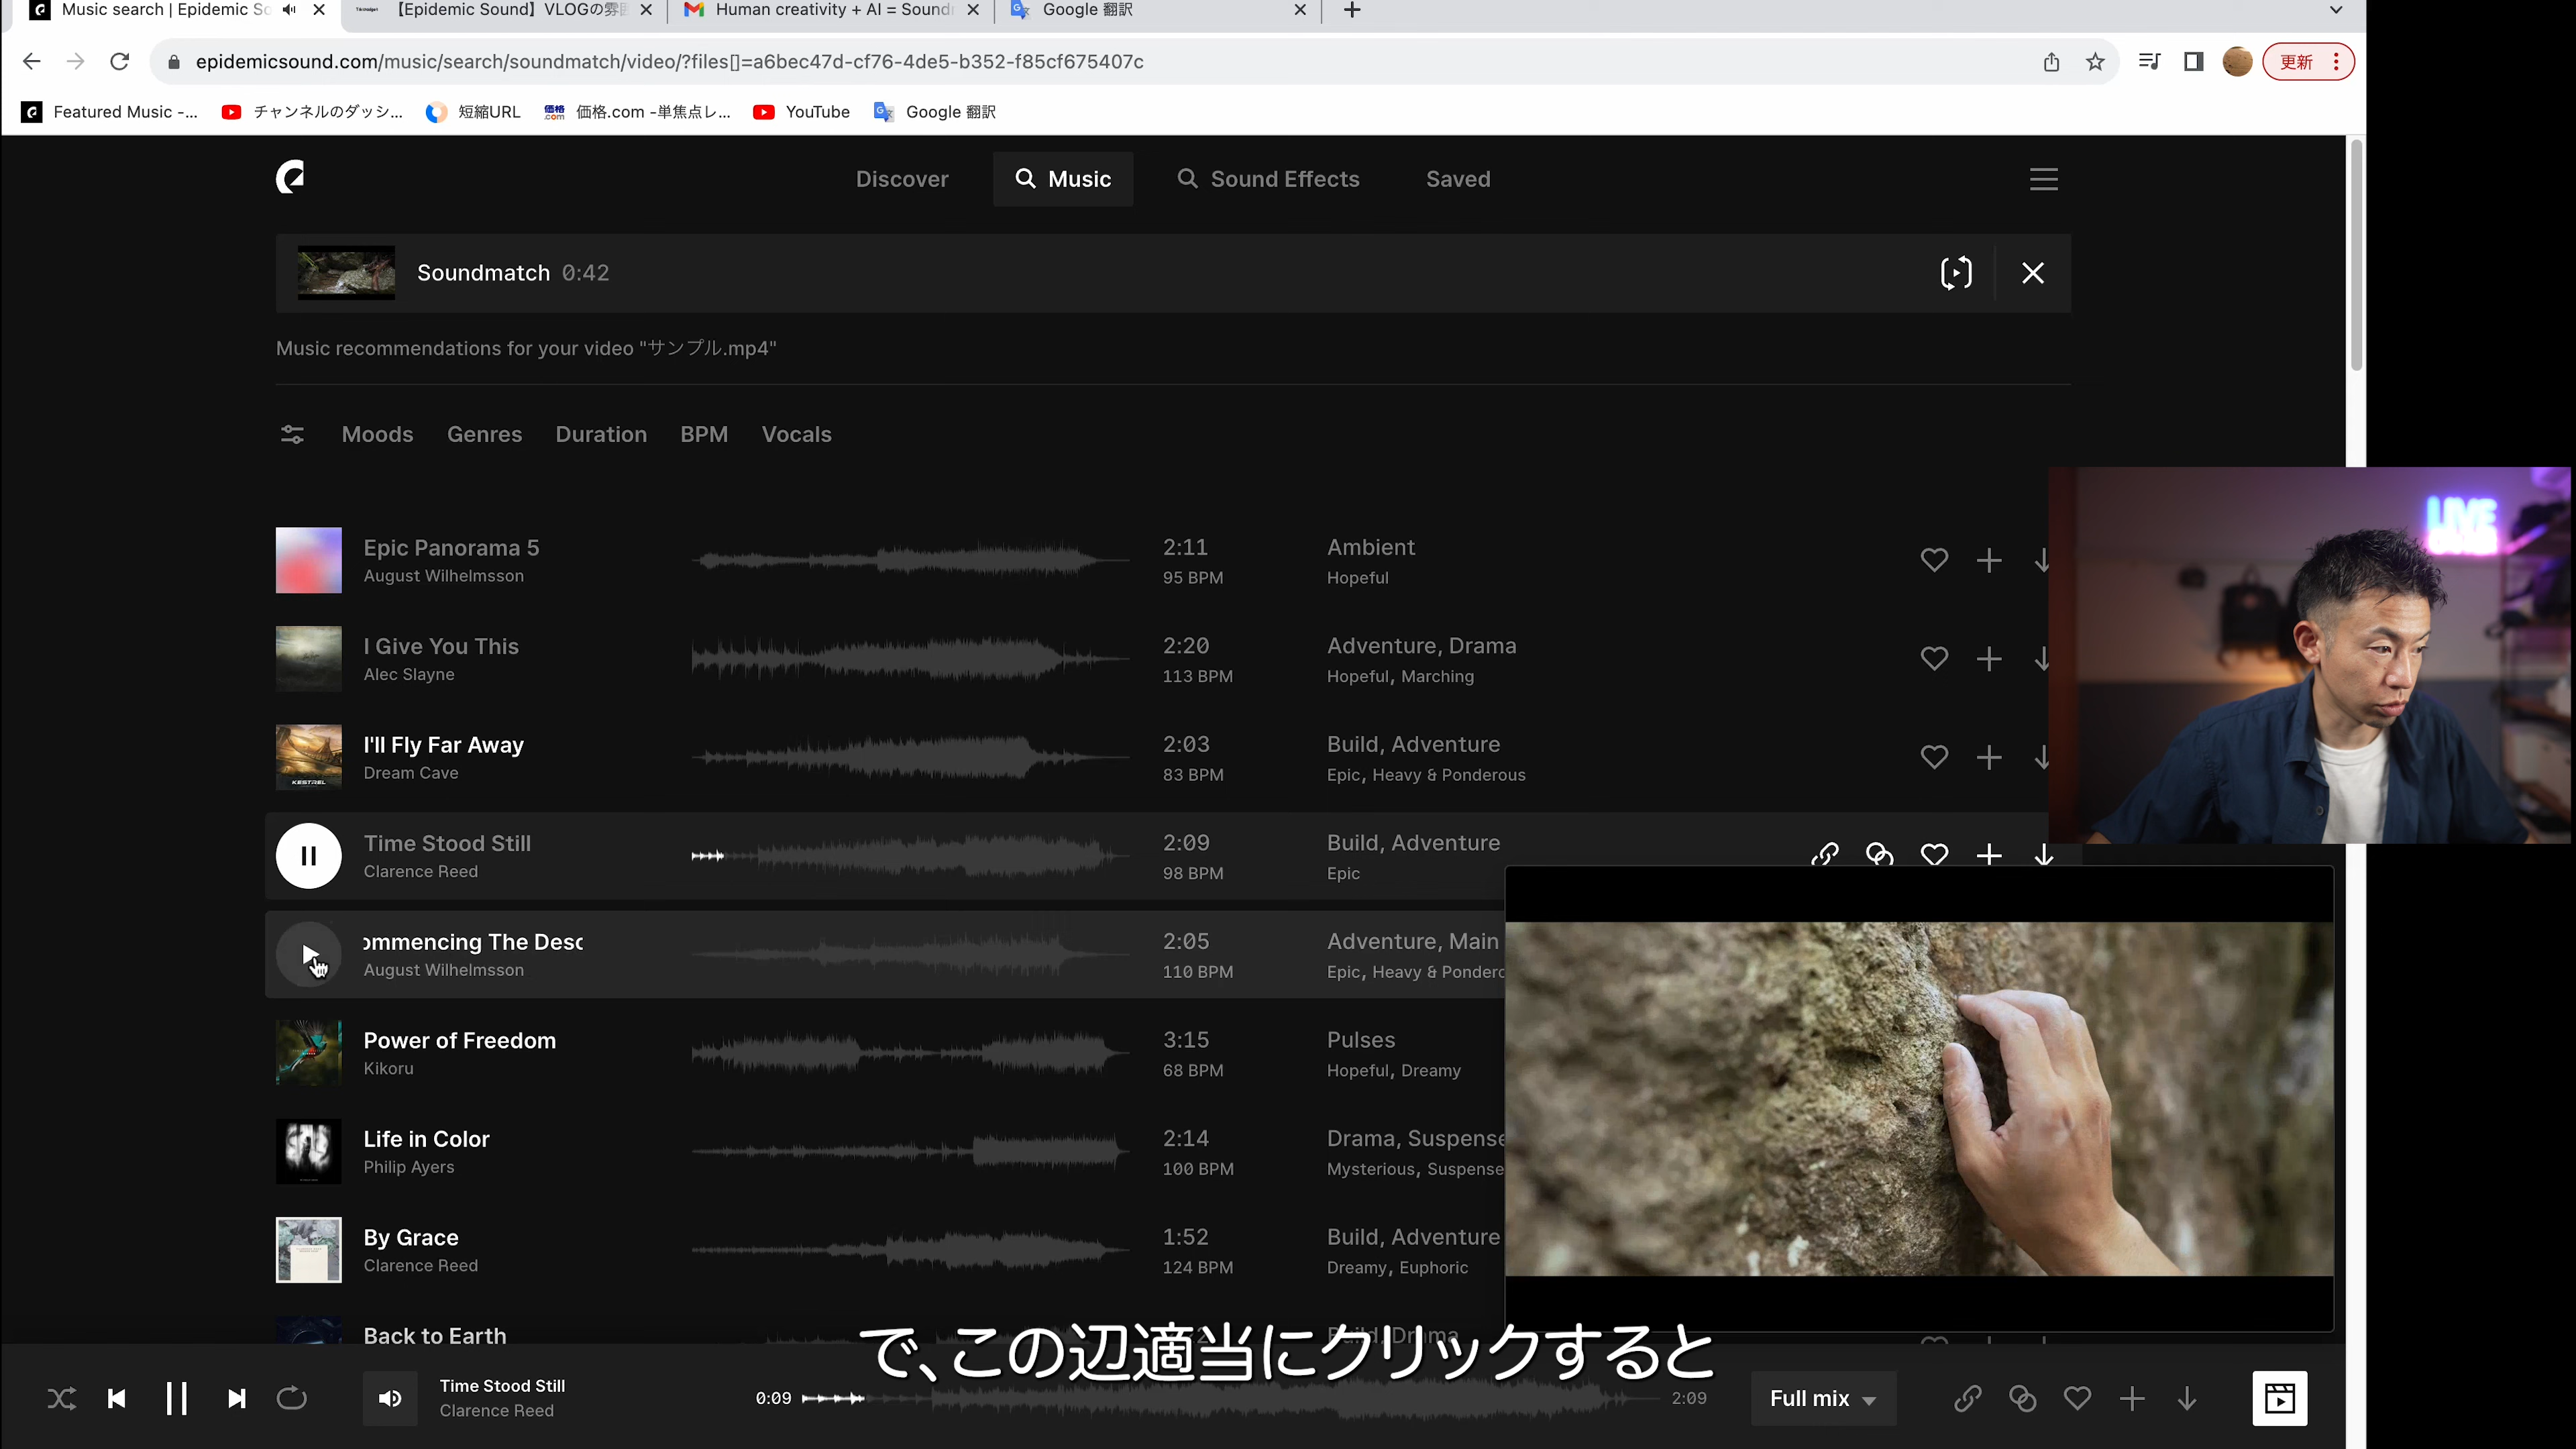 Music search | Epidemic So
【Epidemic Sound】VLOGの雰囲
Human creativity + AI = Sound
Google 翻訳
epidemicsound.com/music/search/soundmatch/video/?files[]=a6bec47d-cf76-4de5-b352-f85cf675407c
更新
Featured Music -...
チャンネルのダッシ...
短縮URL
価格.com -単焦点レ...
YouTube
Google 翻訳
Discover
Music
Sound Effects
Saved
Soundmatch 0:42
Music recommendations for your video "サンプル.mp4"
Moods Genres Duration BPM Vocals
Epic Panorama 5
August Wilhelmsson
2:11
95 BPM
Ambient
Hopeful
I Give You This
Alec Slayne
2:20
113 BPM
Adventure, Drama
Hopeful, Marching
KESTREL
I'll Fly Far Away
Dream Cave
2:03
83 BPM
Build, Adventure
Epic, Heavy & Ponderous
Time Stood Still
Clarence Reed
2:09
98 BPM
Build, Adventure
Epic
ommencing The Desc
August Wilhelmsson
2:05
110 BPM
Adventure, Main
Epic, Heavy & Pondero
Power of Freedom
Kikoru
3:15
68 BPM
Pulses
Hopeful, Dreamy
Life in Color
Philip Ayers
2:14
100 BPM
Drama, Suspense
Mysterious, Suspense
By Grace
Clarence Reed
1:52
124 BPM
Build, Adventure
Dreamy, Euphoric
Back to Earth
Build, Drama
LIVE
で、この辺適当にクリックすると
Time Stood Still
Clarence Reed
0:09
2:09
Full mix